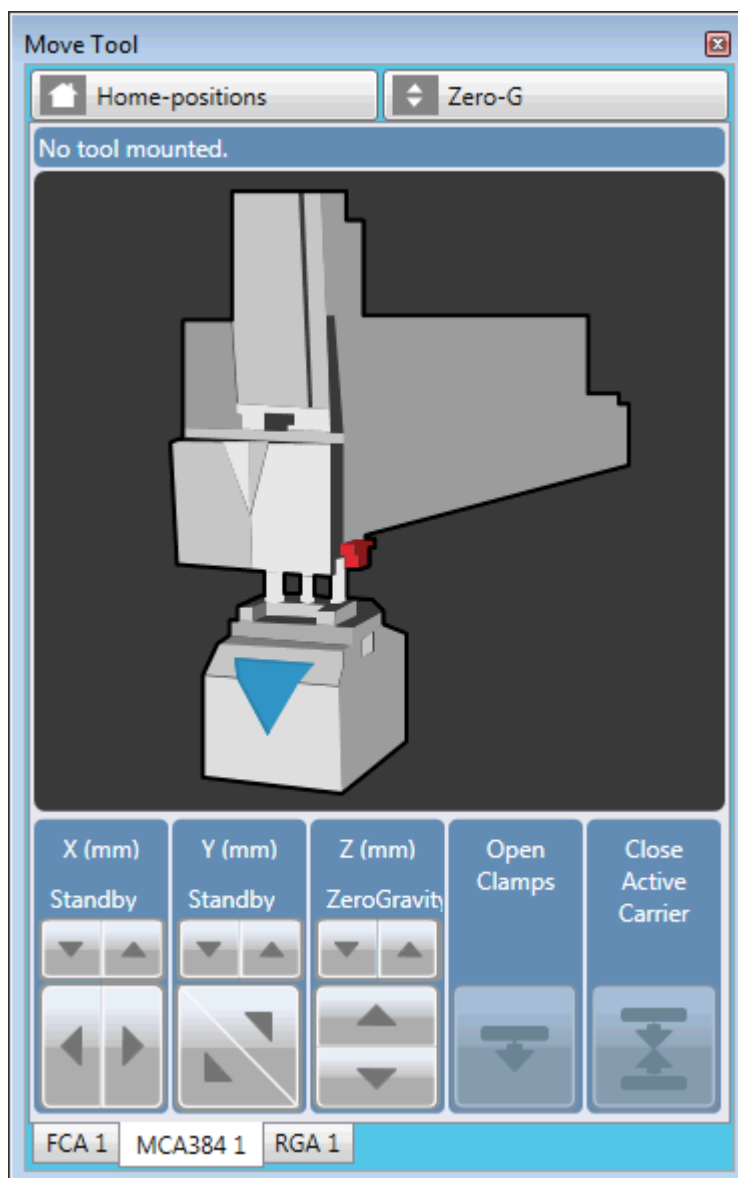 Move Tool
Home-positions
Zero-G
No tool mounted.
X (mm)
Standby
Y (mm)
Standby
Z (mm)
ZeroGravity
Open
Clamps
Close
Active
Carrier
FCA 1
MCA384 1
RGA 1